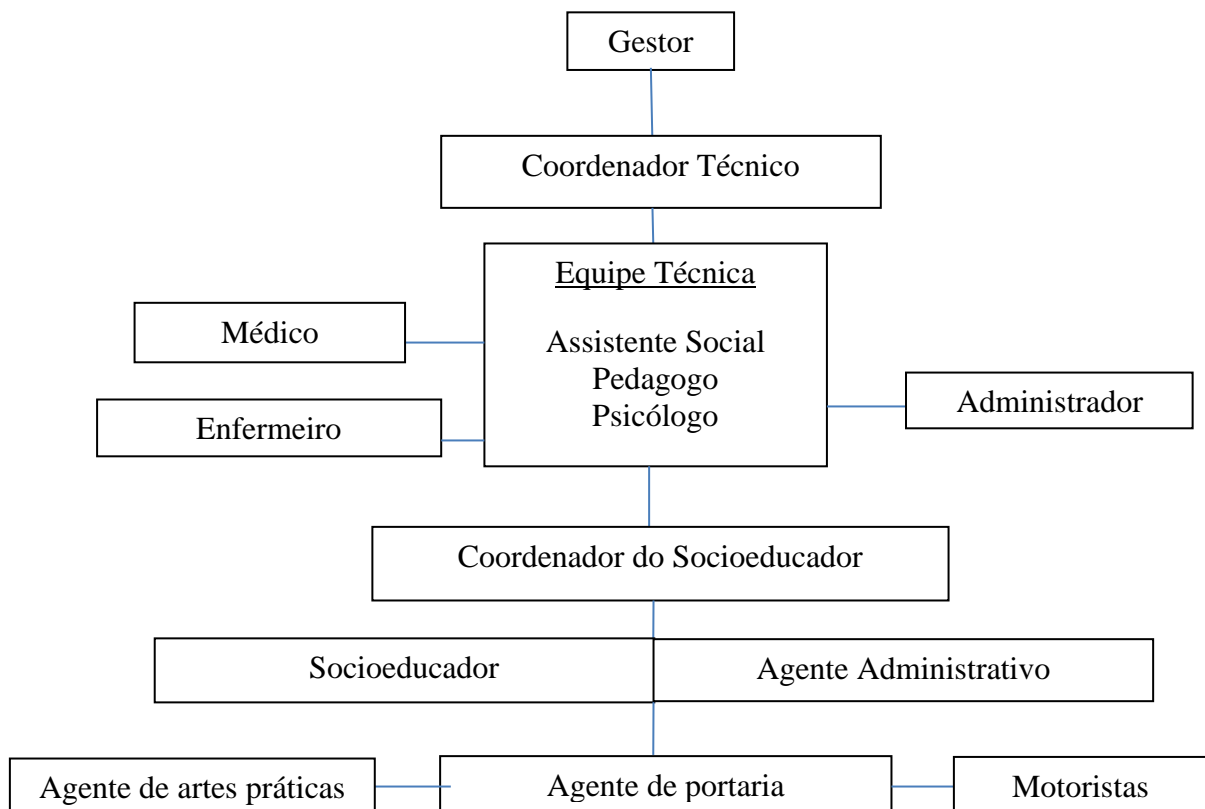 Gestor
Coordenador Técnico
Equipe Técnica
Assistente Social
Pedagogo
Psicólogo
Médico
Enfermeiro
Administrador
Coordenador do Socioeducador
Socioeducador
Agente Administrativo
Agente de artes práticas
Agente de portaria
Motoristas